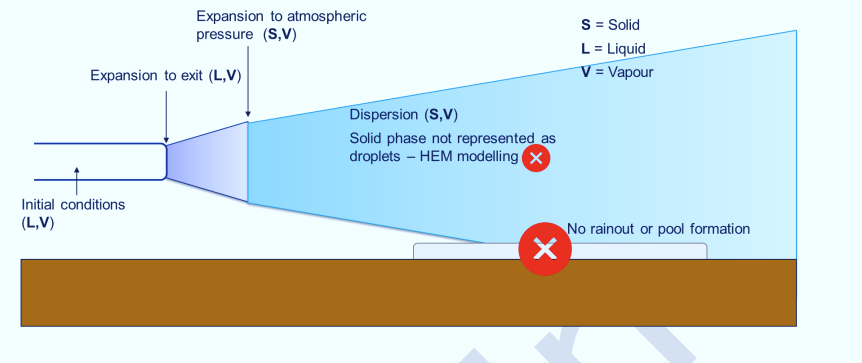 Expansion to atmospheric
pressure (S,V)
S = Solid
L = Liquid
V = Vapour
Expansion to exit (L,V)
Dispersion (S,V)
Solid phase not represented as
droplets – HEM modelling
Initial conditions
(L,V)
No rainout or pool formation